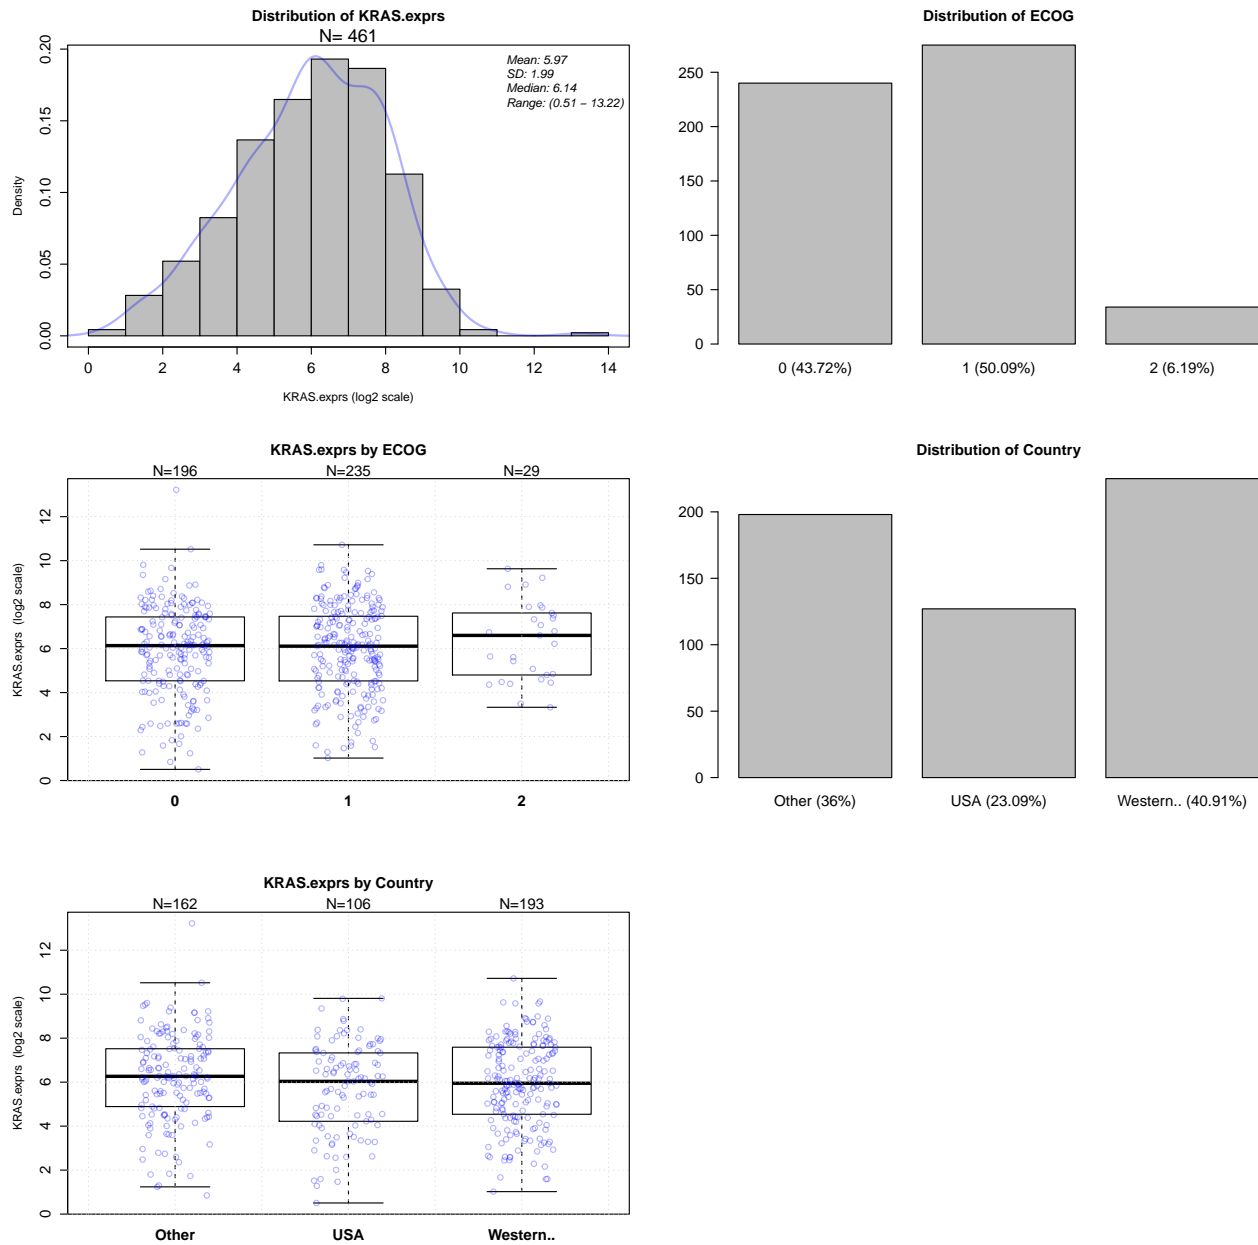 Distribution of KRAS.exprs
N= 461
Mean: 5.97
SD: 1.99
Median: 6.14
Range: (0.51 − 13.22)
0.20
0.15
0.10
0.05
0.00
Density
0 2 4 6 8 10 12 14
KRAS.exprs (log2 scale)
Distribution of ECOG
250
200
150
100
50
0
0 (43.72%) 1 (50.09%) 2 (6.19%)
KRAS.exprs by ECOG
N=196 N=235 N=29
12
10
8
6
4
2
0
KRAS.exprs (log2 scale)
0 1 2
Distribution of Country
200
150
100
50
0
Other (36%) USA (23.09%) Western.. (40.91%)
KRAS.exprs by Country
N=162 N=106 N=193
12
10
8
6
4
2
0
KRAS.exprs (log2 scale)
Other USA Western..